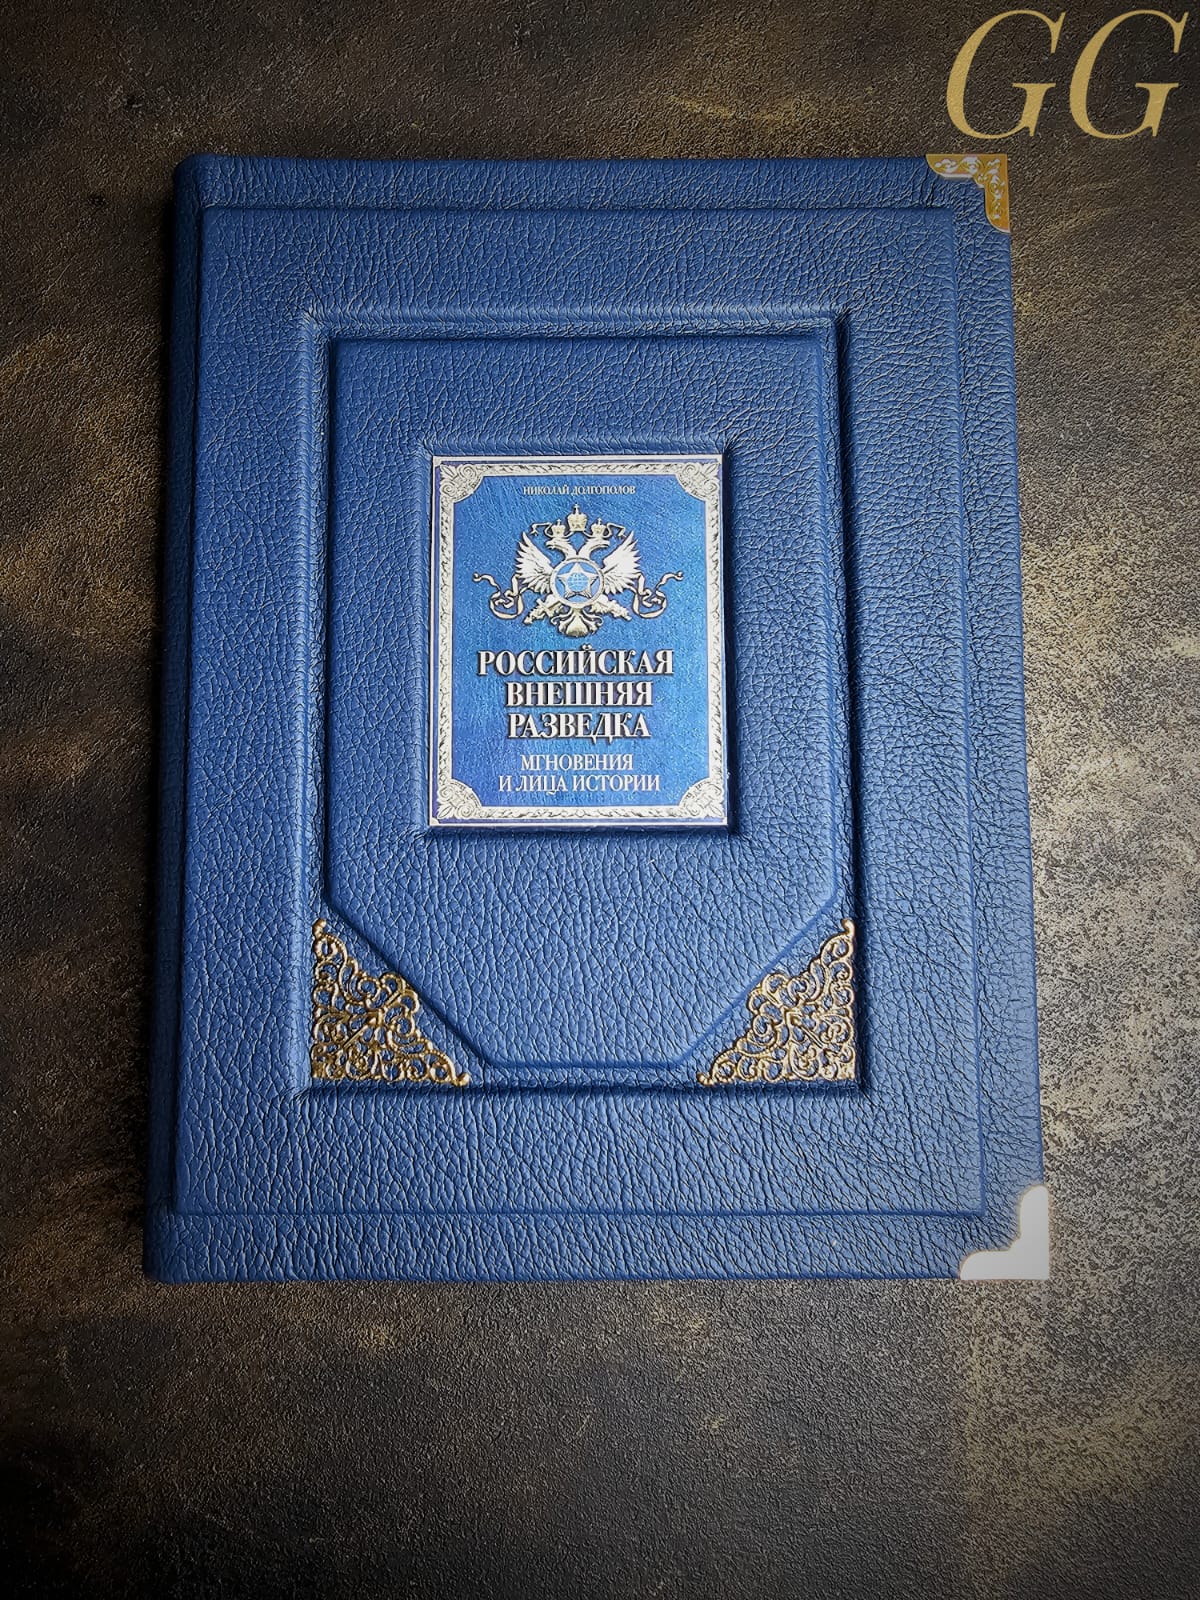 GG
НИКОЛАЙ ДОЛГОПОЛОВ
РОССИЙСКАЯ
ВНЕШНЯЯ
РАЗВЕДКА
МГНОВЕНИЯ
И ЛИЦА ИСТОРИИ